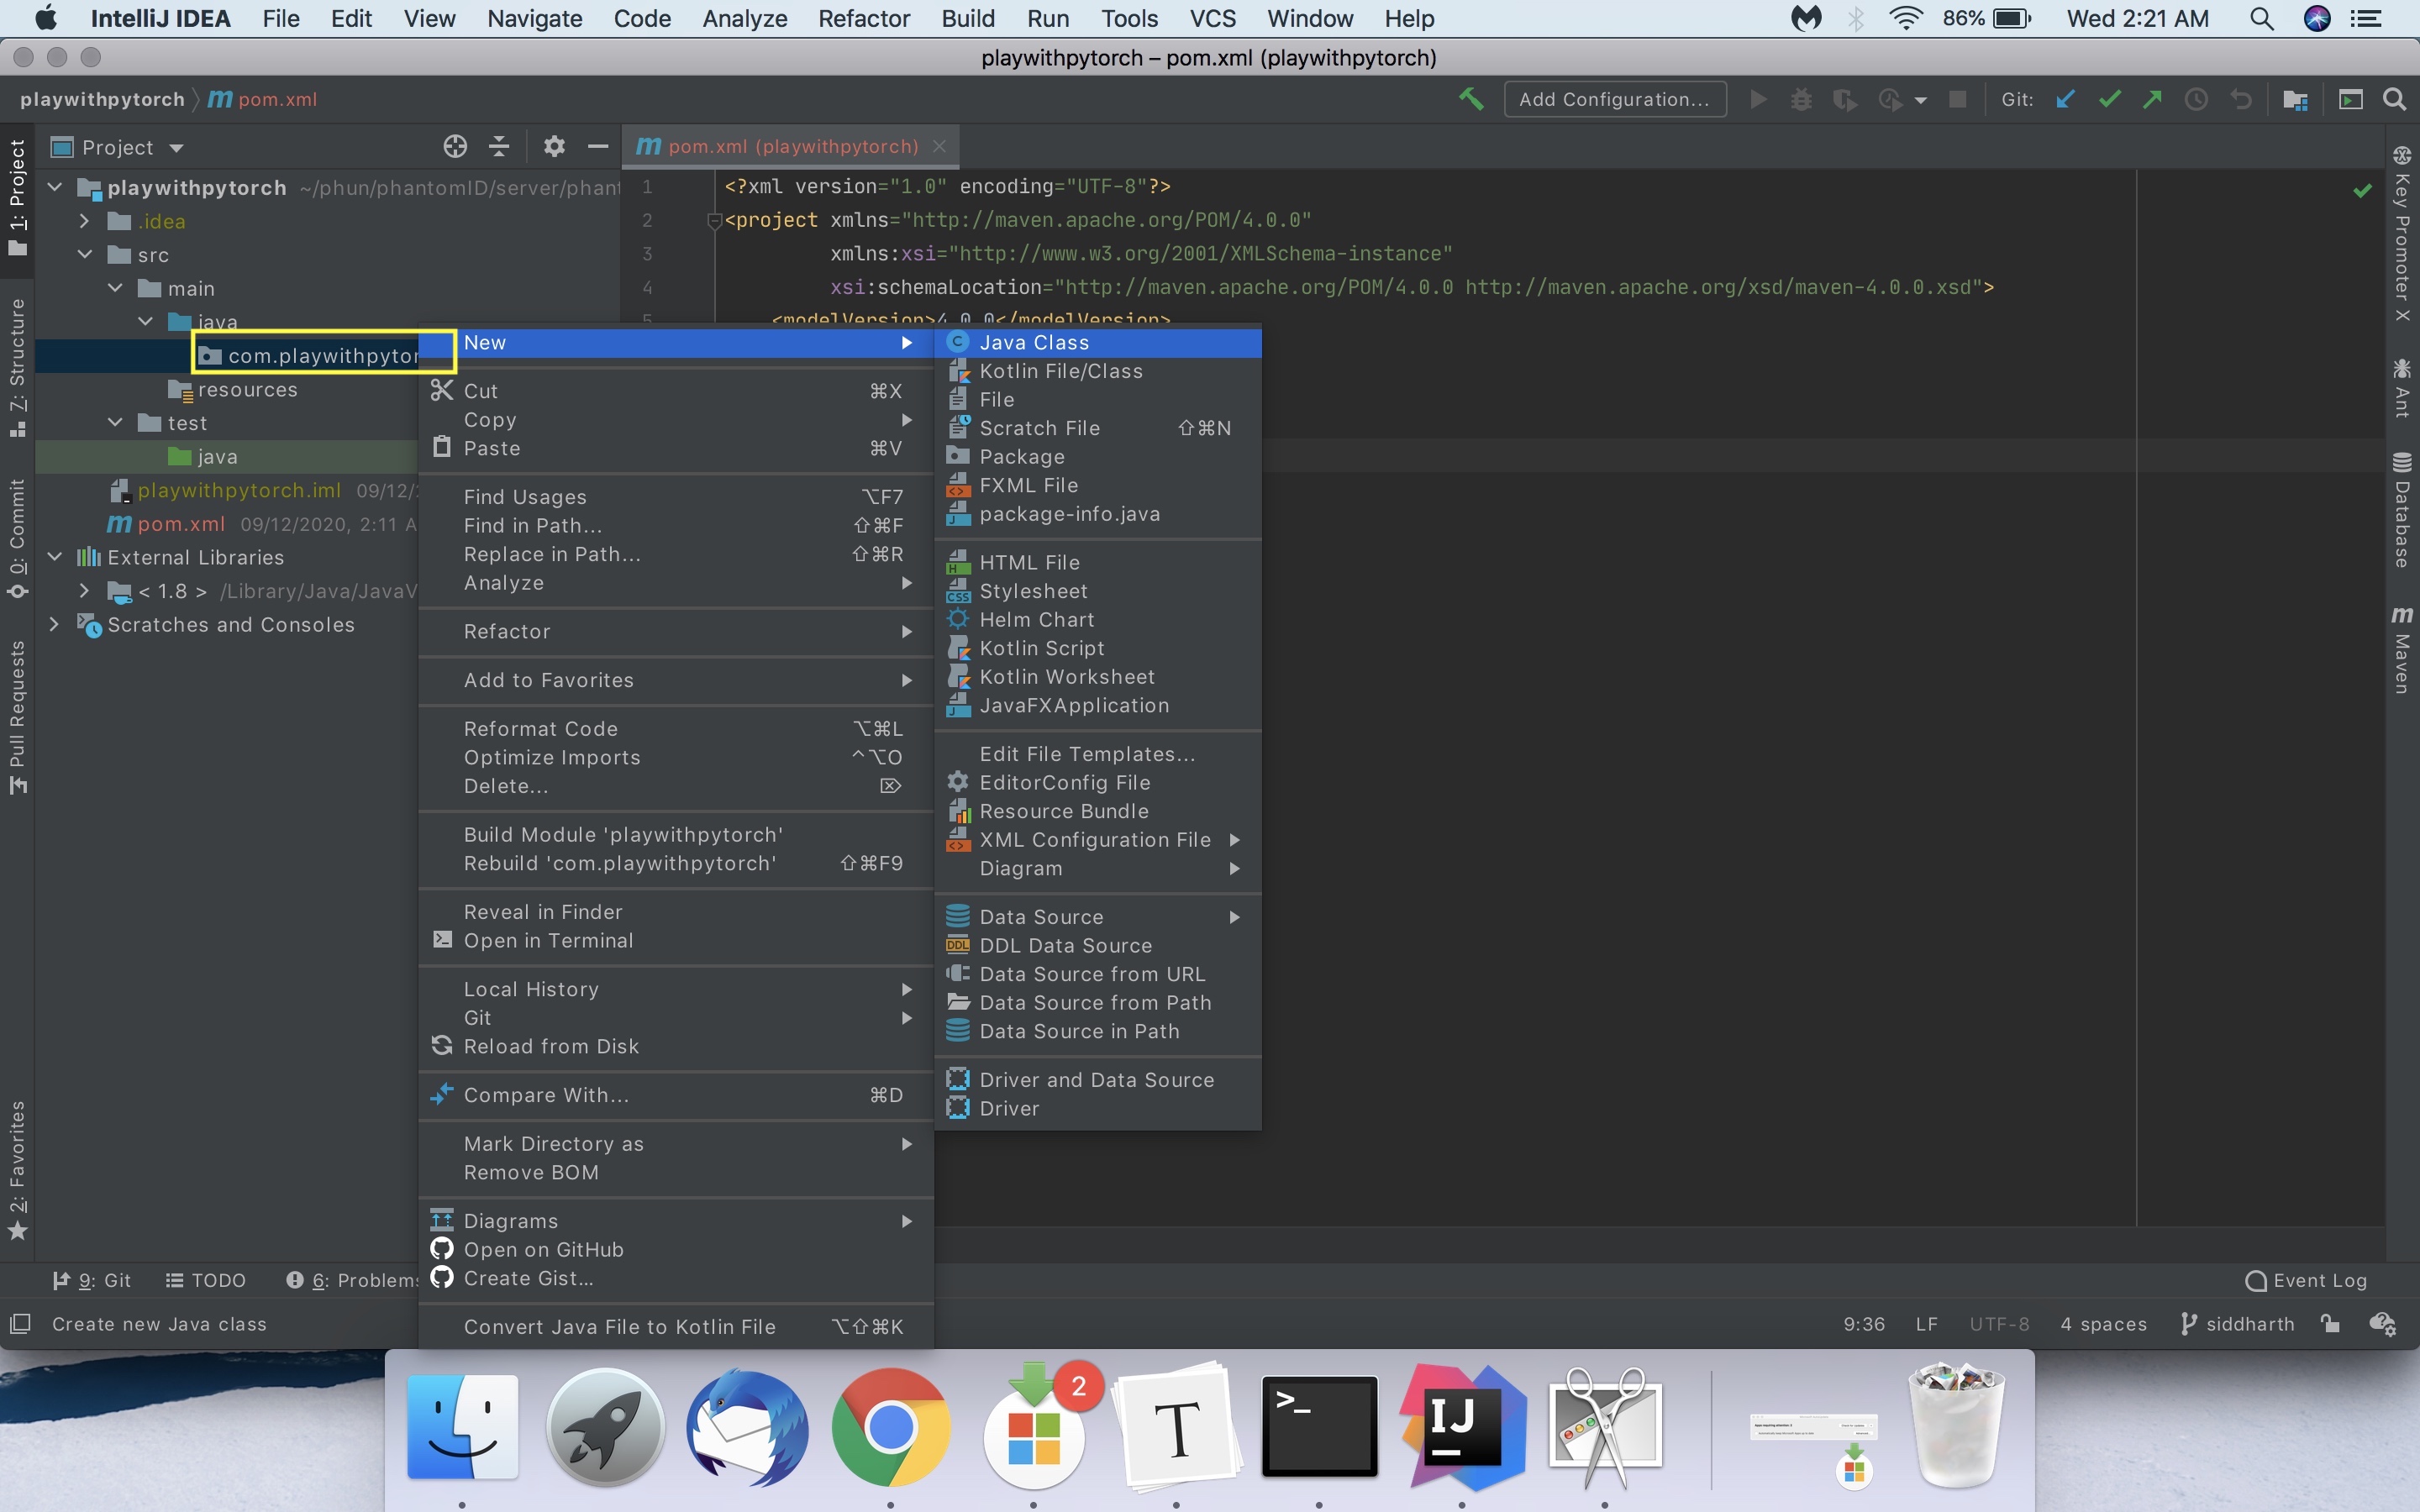 IntelliJ IDEA File Edit View Navigate Code Analyze Refactor Build Run Tools VCS Window Help 86% Wed 2:21 AM
playwithpytorch – pom.xml (playwithpytorch)
playwithpytorch m pom.xml Add Configuration... Git:
Project m pom.xml (playwithpytorch)
playwithpytorch ~/phun/phantomID/server/phant
.idea
src
main
java
com.playwithpytor
resources
test
java
playwithpytorch.iml 09/12/
m pom.xml 09/12/2020, 2:11 A
External Libraries
< 1.8 > /Library/Java/JavaV
Scratches and Consoles
1 <?xml version="1.0" encoding="UTF-8"?>
2 <project xmlns="http://maven.apache.org/POM/4.0.0"
3 xmlns:xsi="http://www.w3.org/2001/XMLSchema-instance"
4 xsi:schemaLocation="http://maven.apache.org/POM/4.0.0 http://maven.apache.org/xsd/maven-4.0.0.xsd">
5 <modelVersion>4.0.0</modelVersion>
New
Cut ⌘X
Copy
Paste ⌘V
Find Usages ⌥F7
Find in Path... ⇧⌘F
Replace in Path... ⇧⌘R
Analyze
Refactor
Add to Favorites
Reformat Code ⌥⌘L
Optimize Imports ^⌥O
Delete... ⌦
Build Module 'playwithpytorch'
Rebuild 'com.playwithpytorch' ⇧⌘F9
Reveal in Finder
Open in Terminal
Local History
Git
Reload from Disk
Compare With... ⌘D
Mark Directory as
Remove BOM
Diagrams
Open on GitHub
Create Gist...
Convert Java File to Kotlin File ⌥⇧⌘K
C Java Class
Kotlin File/Class
File
Scratch File ⇧⌘N
Package
FXML File
J package-info.java
H HTML File
CSS Stylesheet
Helm Chart
Kotlin Script
Kotlin Worksheet
J JavaFXApplication
Edit File Templates...
EditorConfig File
Resource Bundle
XML Configuration File
Diagram
Data Source
DDL DDL Data Source
Data Source from URL
Data Source from Path
Data Source in Path
Driver and Data Source
Driver
1: Project
7: Structure
0: Commit
Pull Requests
2: Favorites
Key Promoter X
Ant
Database
m Maven
9: Git TODO 6: Problems Event Log
Create new Java class 9:36 LF UTF-8 4 spaces siddharth
2
T
>_
IJ